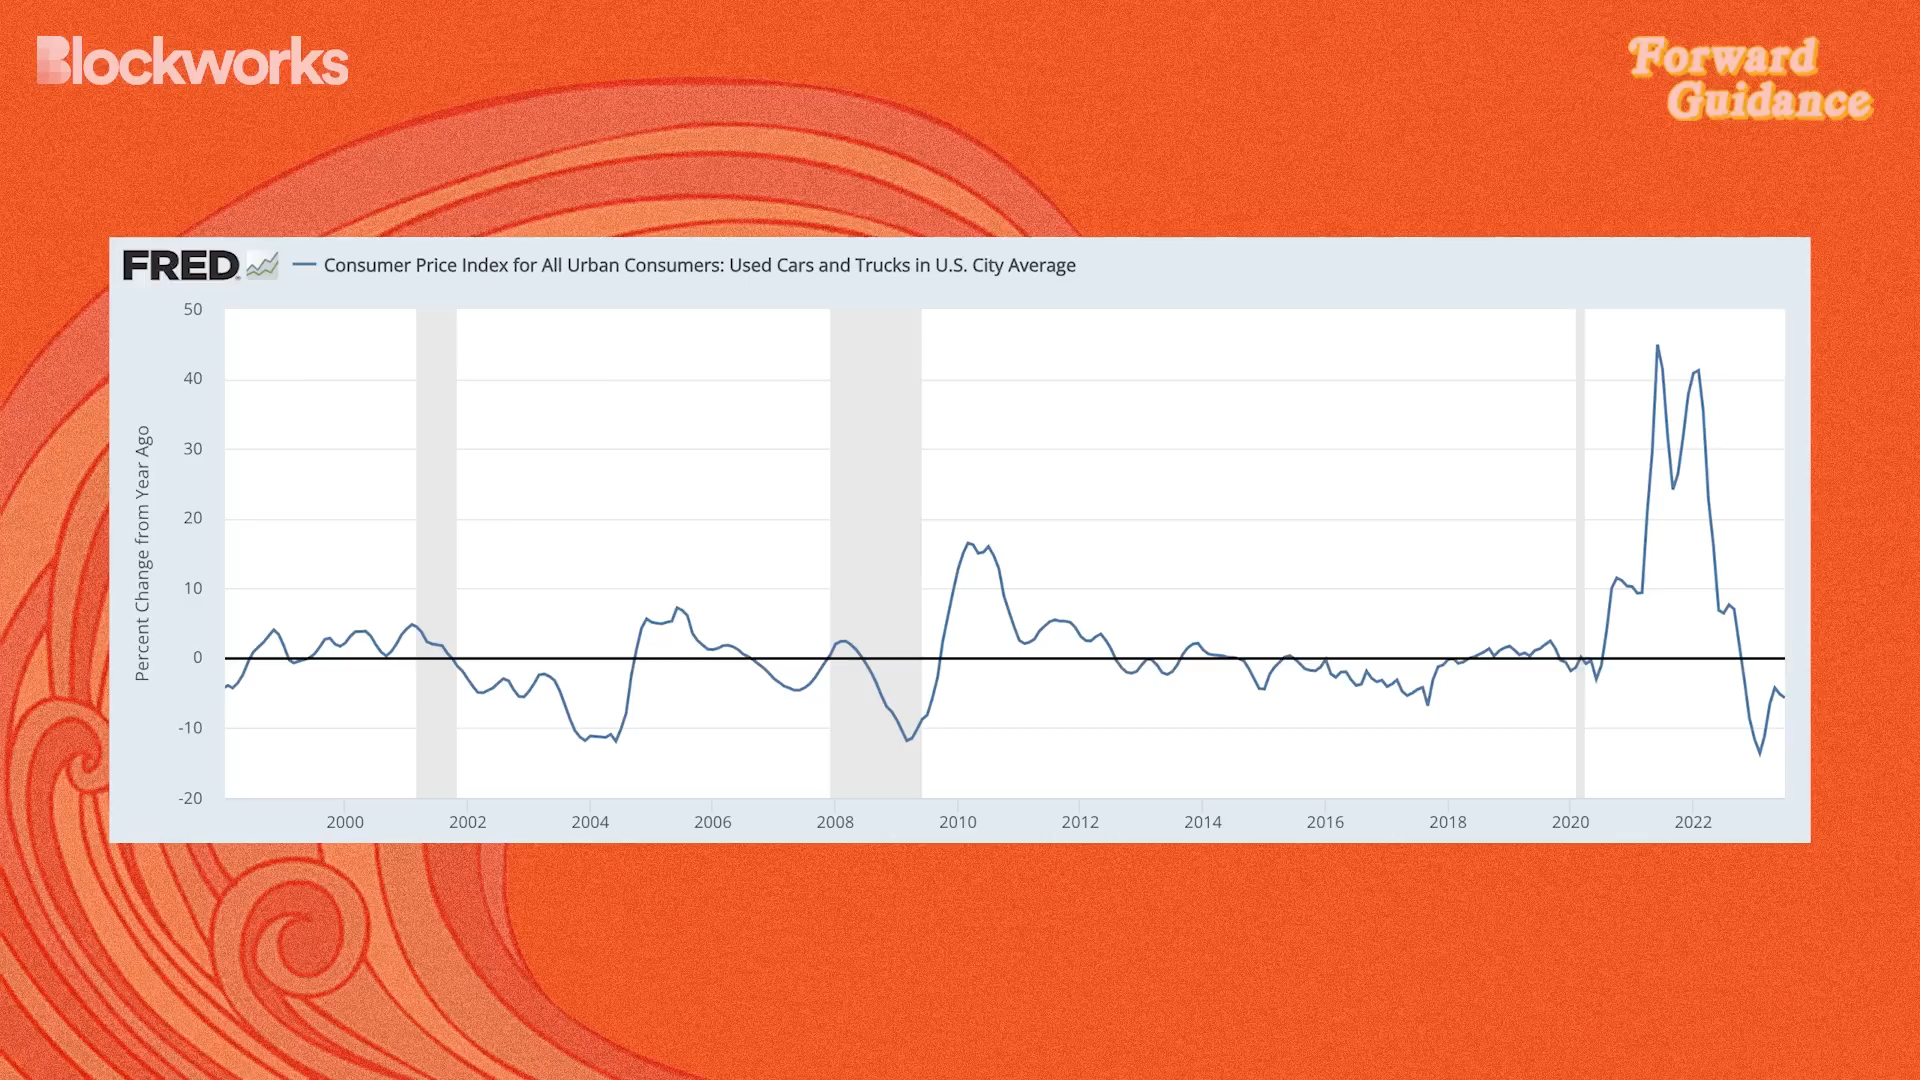 Blockworks
Forward
Guidance
FRED
Consumer Price Index for All Urban Consumers: Used Cars and Trucks in U.S. City Average
Percent Change from Year Ago
50
40
30
20
10
0
-10
-20
2000 2002 2004 2006 2008 2010 2012 2014 2016 2018 2020 2022